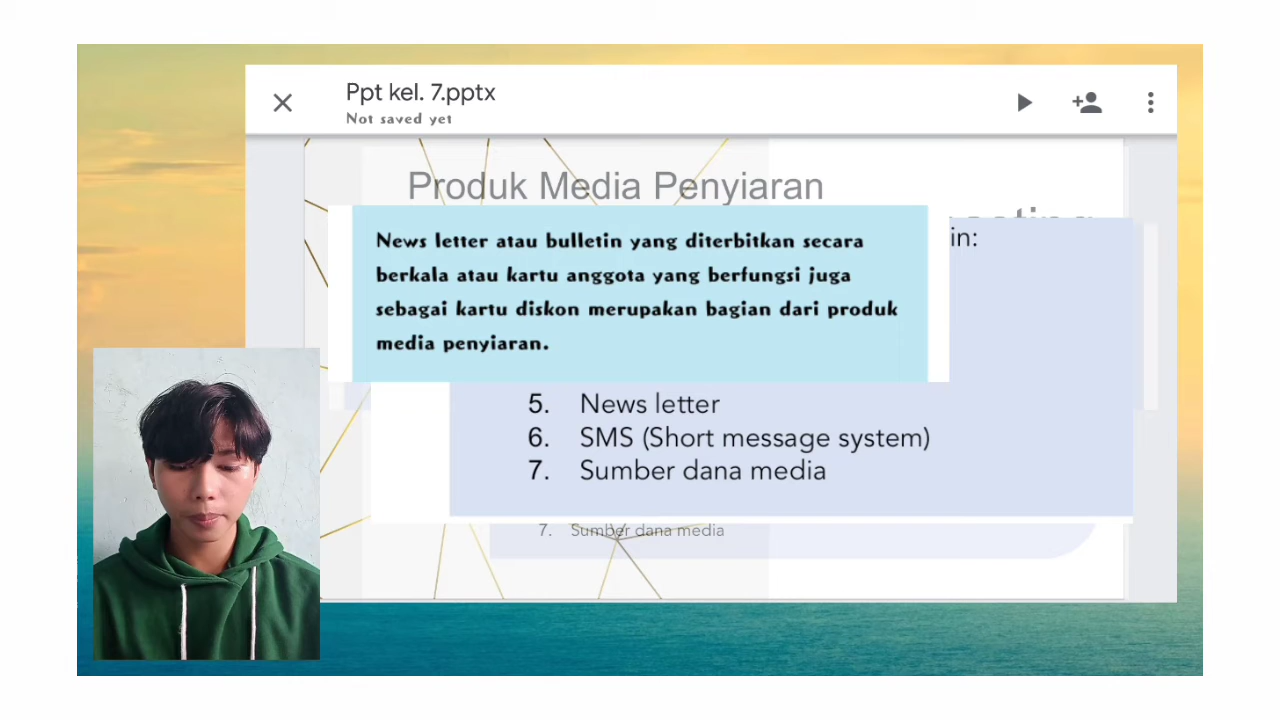 Ppt kel. 7.pptx
Not saved yet
Produk Media Penyiaran
in:
News letter atau bulletin yang diterbitkan secara
berkala atau kartu anggota yang berfungsi juga
sebagai kartu diskon merupakan bagian dari produk
media penyiaran.
5. News letter
6. SMS (Short message system)
7. Sumber dana media
7. Sumber dana media